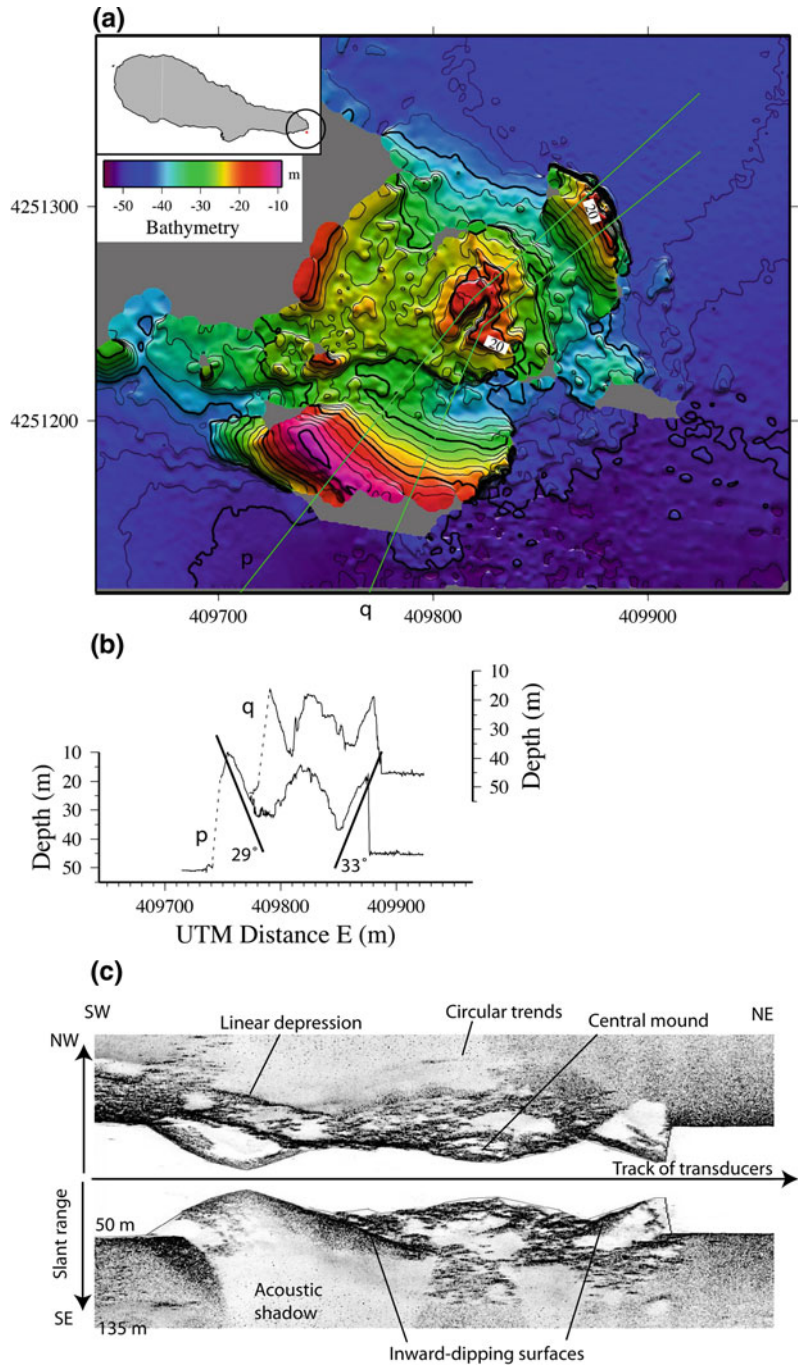 (a)
m
-50 -40 -30 -20 -10
Bathymetry
4251300
4251200
20
20
p
q
409700 409800 409900
(b)
10
20
30
40
50
Depth (m)
q
10
20
30
40
50
Depth (m)
p
29°
33°
409700 409800 409900
UTM Distance E (m)
(c)
SW
NE
NW
Linear depression
Circular trends
Central mound
Track of transducers
Slant range
50 m
Acoustic
shadow
SE
135 m
Inward-dipping surfaces